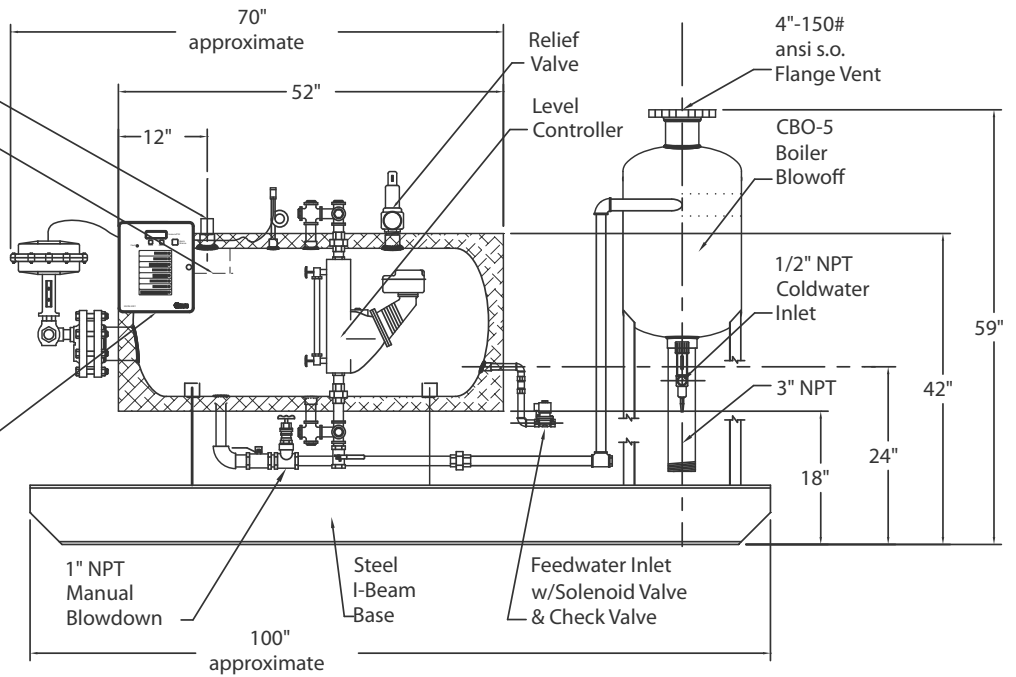 70"
approximate
52"
12"
Relief
Valve
Level
Controller
4"-150#
ansi s.o.
Flange Vent
CBO-5
Boiler
Blowoff
1/2" NPT
Coldwater
Inlet
3" NPT
59"
42"
24"
18"
1" NPT
Manual
Blowdown
Steel
I-Beam
Base
Feedwater Inlet
w/Solenoid Valve
& Check Valve
100"
approximate